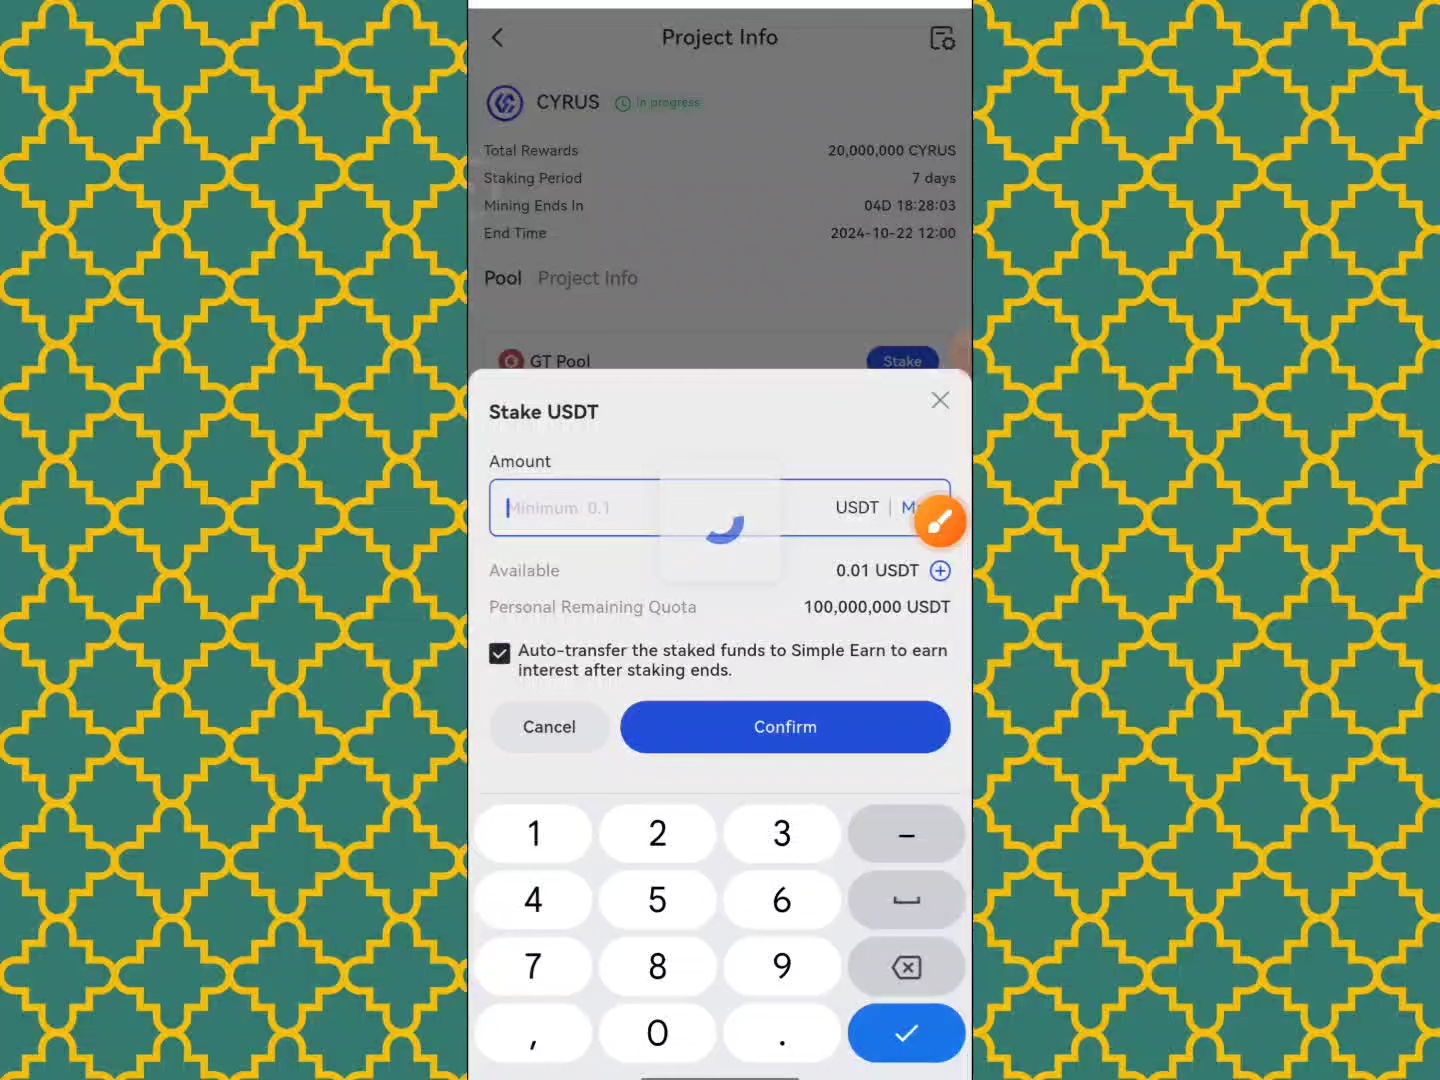 Project Info
CYRUS
In progress
Total Rewards 20,000,000 CYRUS
Staking Period 7 days
Mining Ends In 04D 18:28:03
End Time 2024-10-22 12:00
Pool Project Info
GT Pool Stake
Stake USDT
Amount
Minimum 0.1 USDT
Available 0.01 USDT
Personal Remaining Quota 100,000,000 USDT
Auto-transfer the staked funds to Simple Earn to earn
interest after staking ends.
Cancel Confirm
1 2 3 –
4 5 6
7 8 9
, 0 .